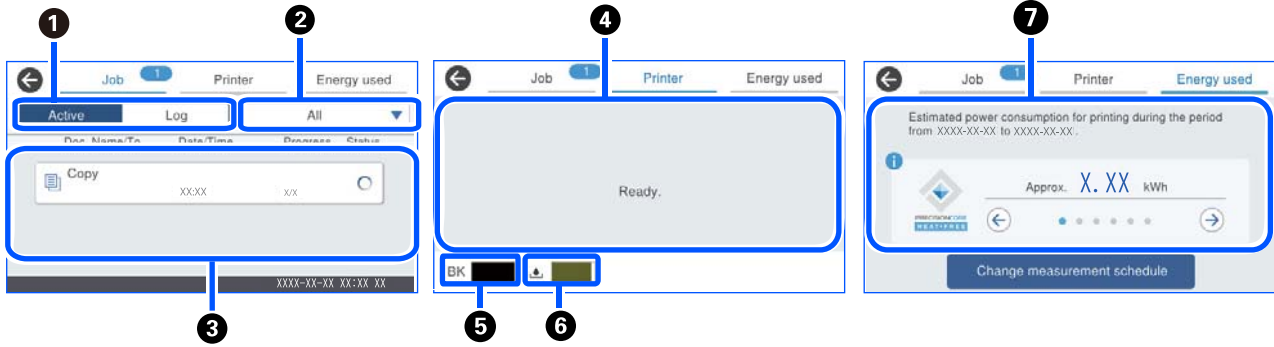 1
2
4
7
Job 1 Printer Energy used
Active Log All
Doc. Name/To Date/Time Progress Status
Copy
XX:XX X/X
XXXX-XX-XX XX:XX XX
3
Job 1 Printer Energy used
Ready.
BK
5
6
Job 1 Printer Energy used
Estimated power consumption for printing during the period
from XXXX-XX-XX to XXXX-XX-XX.
i
Approx. X.XX kWh
PRECISIONCORE
HEAT-FREE
Change measurement schedule